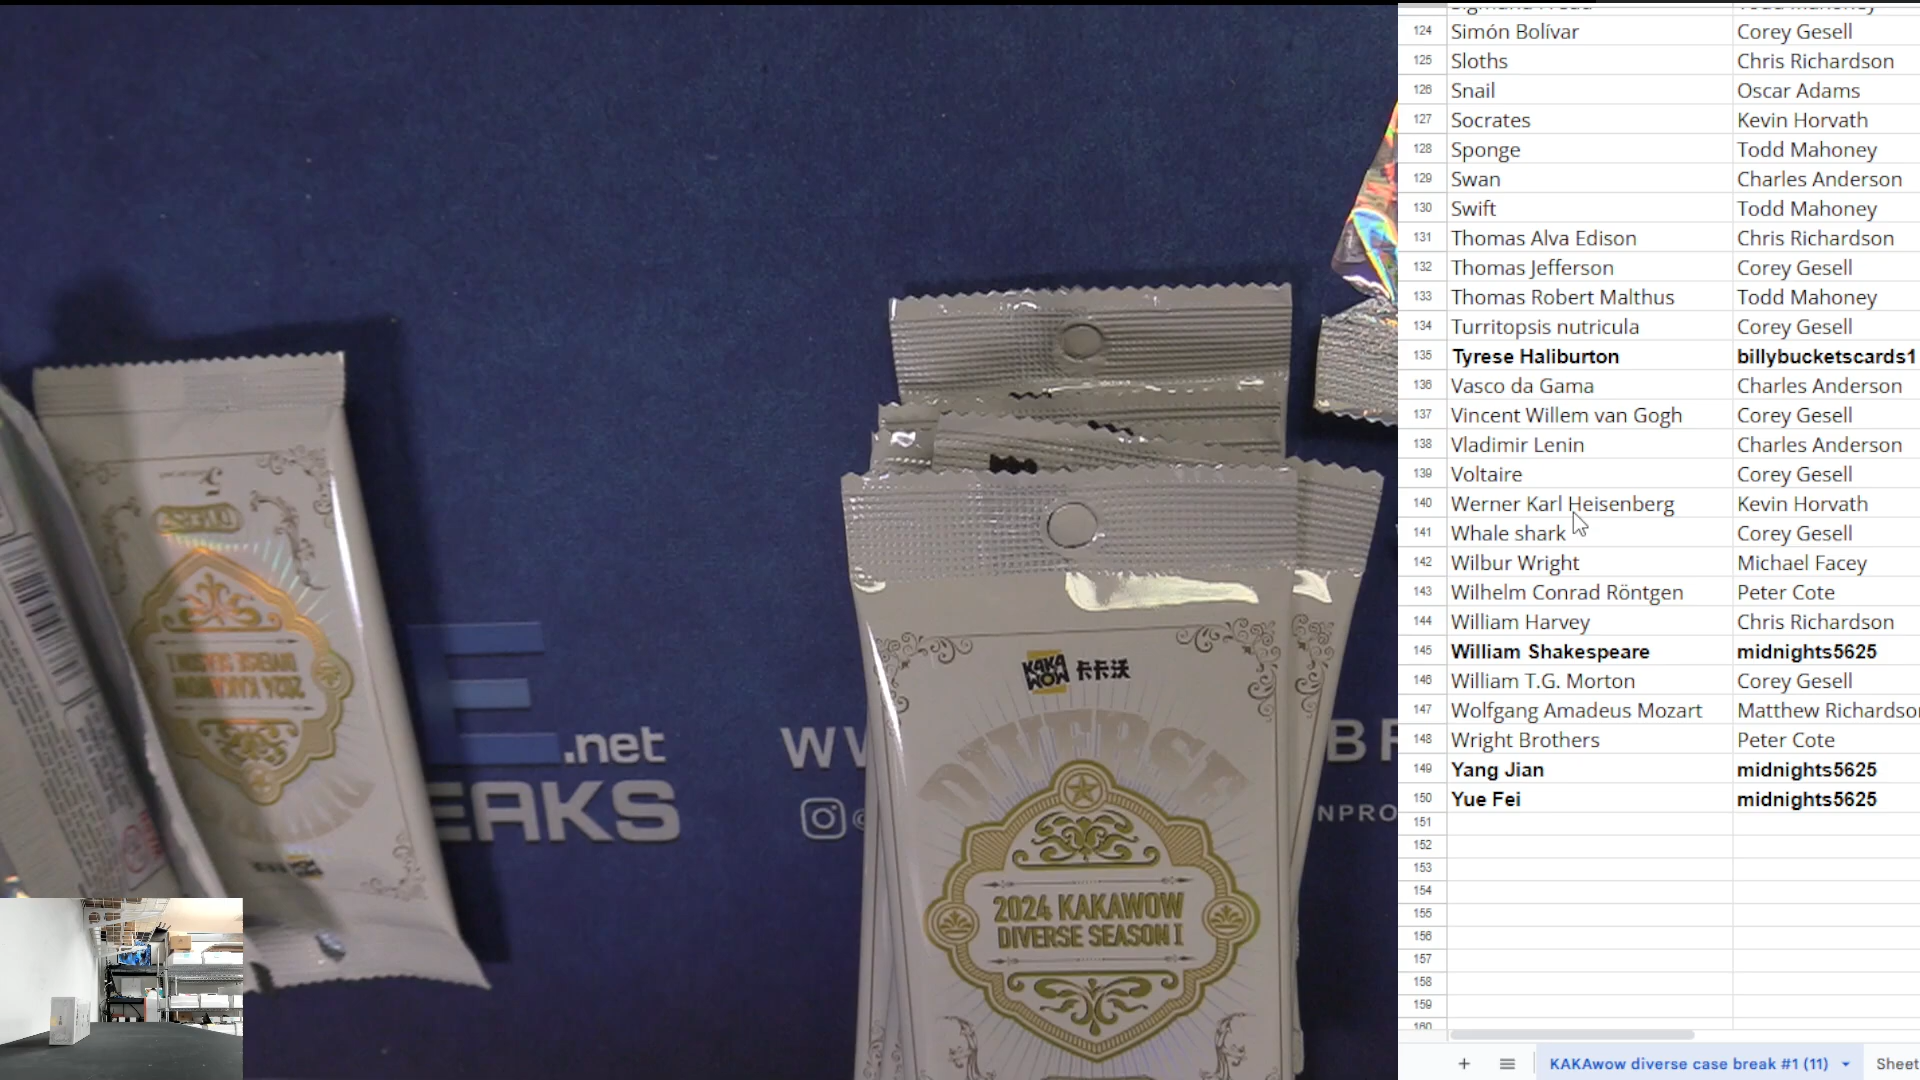 124 Simón Bolívar Corey Gesell
125 Sloths Chris Richardson
126 Snail Oscar Adams
127 Socrates Kevin Horvath
128 Sponge Todd Mahoney
129 Swan Charles Anderson
130 Swift Todd Mahoney
131 Thomas Alva Edison Chris Richardson
132 Thomas Jefferson Corey Gesell
133 Thomas Robert Malthus Todd Mahoney
134 Turritopsis nutricula Corey Gesell
135 Tyrese Haliburton billybucketscards1
136 Vasco da Gama Charles Anderson
137 Vincent Willem van Gogh Corey Gesell
138 Vladimir Lenin Charles Anderson
139 Voltaire Corey Gesell
140 Werner Karl Heisenberg Kevin Horvath
141 Whale shark Corey Gesell
142 Wilbur Wright Michael Facey
143 Wilhelm Conrad Röntgen Peter Cote
144 William Harvey Chris Richardson
145 William Shakespeare midnights5625
146 William T.G. Morton Corey Gesell
147 Wolfgang Amadeus Mozart Matthew Richardso
148 Wright Brothers Peter Cote
149 Yang Jian midnights5625
150 Yue Fei midnights5625
151
152
153
154
155
156
157
158
159
160
KAKAwow diverse case break #1 (11) Sheet
KAKA WOW 卡卡沃
DIVERSE
2024 KAKAWOW
DIVERSE SEASON I
2024 KAKAWOW
DIVERSE SEASON I
E.net
EAKS
BR
NPRO